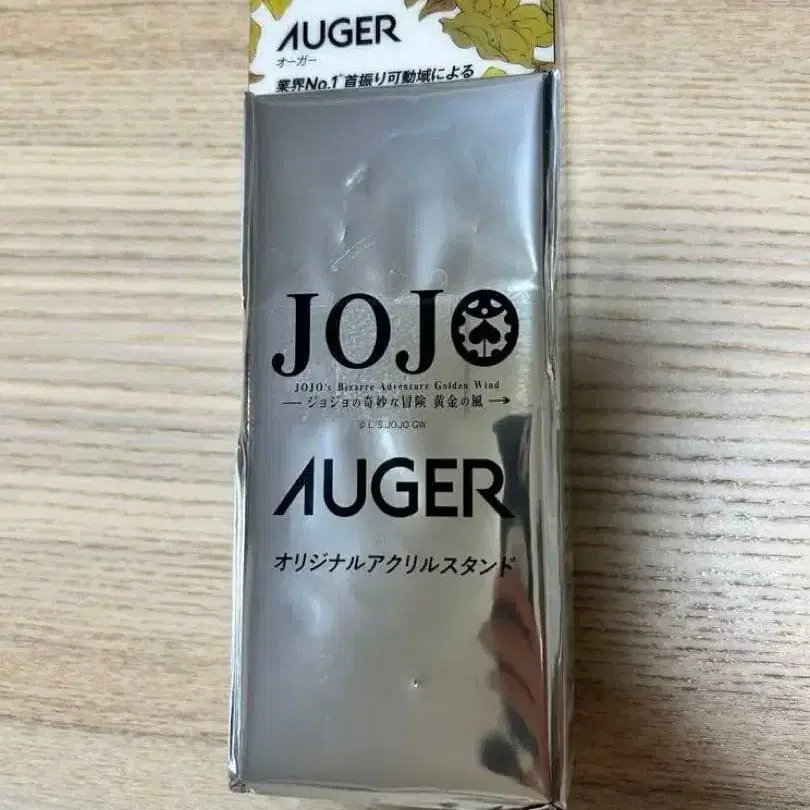 AUGER
オーガー
業界No.1 首振り可動域による
JOJO
JOJO's Bizarre Adventure Golden Wind
ジョジョの奇妙な冒険 黄金の風
© L/S,JOJO,GW
AUGER
オリジナルアクリルスタンド